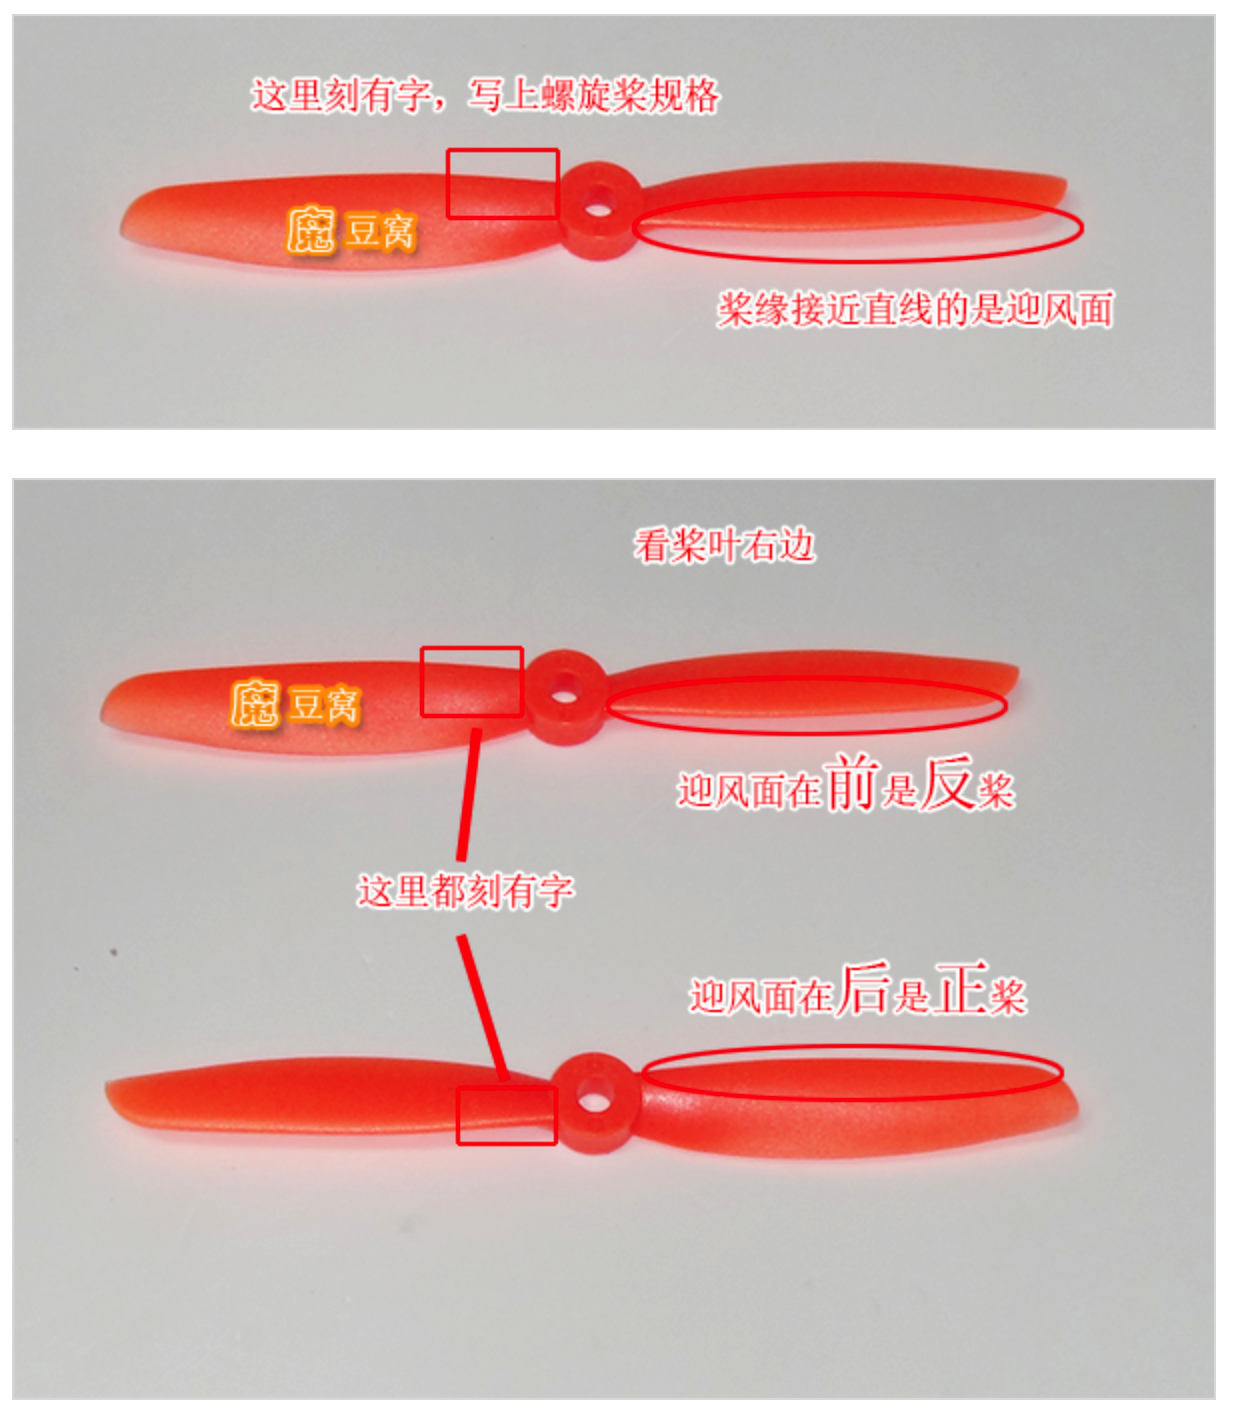 这里刻有字，写上螺旋桨规格
魔豆窝
桨缘接近直线的是迎风面
看桨叶右边
魔豆窝
迎风面在前是反桨
这里都刻有字
迎风面在后是正桨